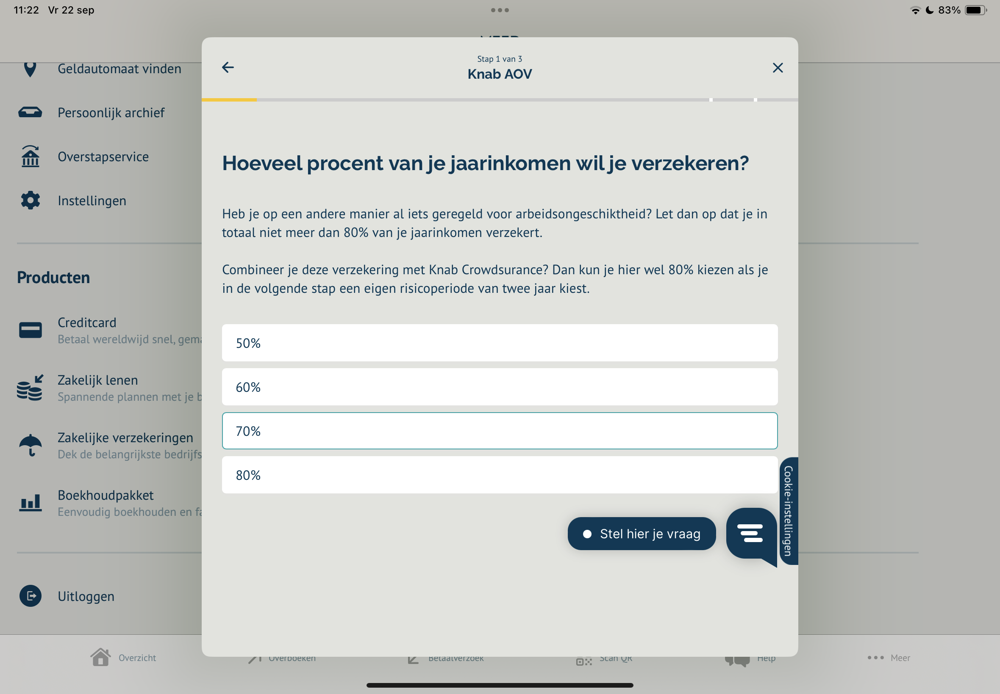 11:22 Vr 22 sep
83%
Geldautomaat vinden
Persoonlijk archief
Overstapservice
Instellingen
Producten
Creditcard
Betaal wereldwijd snel, gema
Zakelijk lenen
Spannende plannen met je b
Zakelijke verzekeringen
Dek de belangrijkste bedrijfs
Boekhoudpakket
Eenvoudig boekhouden en fa
Uitloggen
Stap 1 van 3
Knab AOV
Hoeveel procent van je jaarinkomen wil je verzekeren?
Heb je op een andere manier al iets geregeld voor arbeidsongeschiktheid? Let dan op dat je in
totaal niet meer dan 80% van je jaarinkomen verzekert.
Combineer je deze verzekering met Knab Crowdsurance? Dan kun je hier wel 80% kiezen als je
in de volgende stap een eigen risicoperiode van twee jaar kiest.
50%
60%
70%
80%
Cookie-instellingen
Stel hier je vraag
Overzicht
Overboeken
Betaalverzoek
Scan QR
Help
Meer